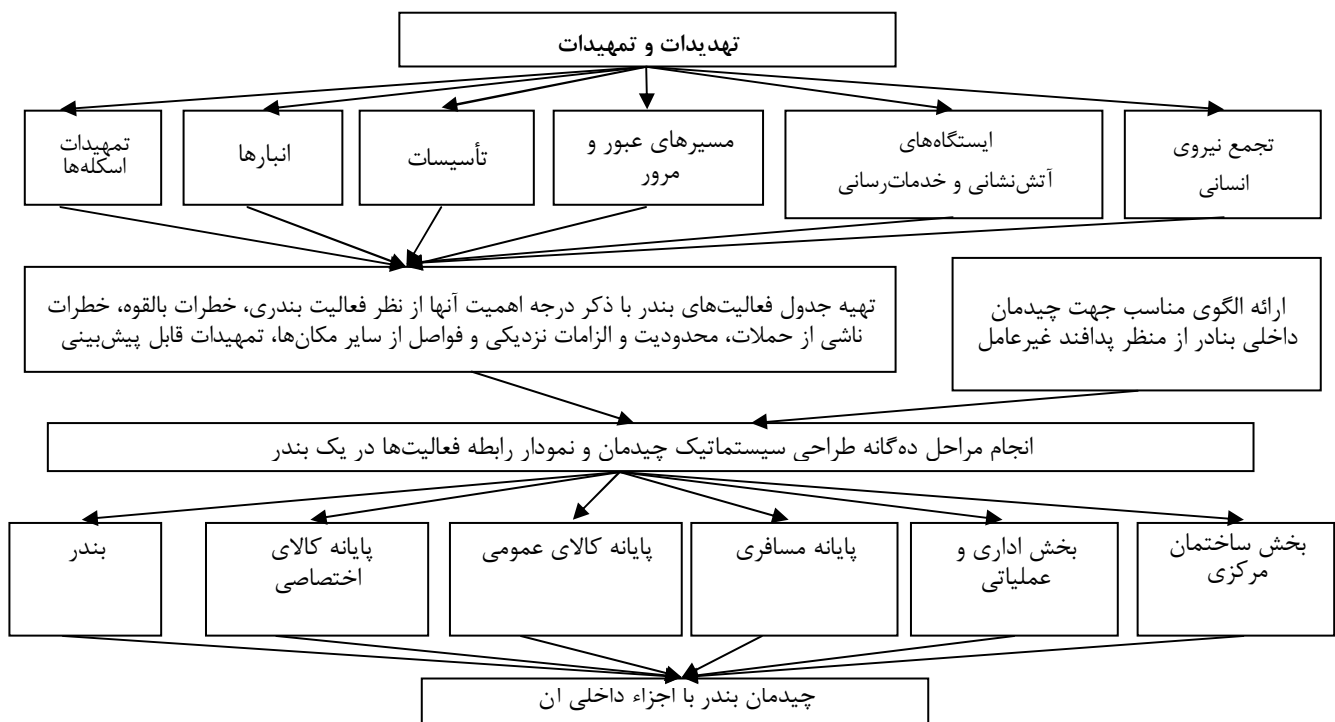 تهدیدات و تمهیدات
تجمع نیروی
انسانی
ایستگاه‌های
آتش‌نشانی و خدمات‌رسانی
مسیرهای عبور و
مرور
تأسیسات
انبارها
تمهیدات
اسکله‌ها
ارائه الگوی مناسب جهت چیدمان
داخلی بنادر از منظر پدافند غیرعامل
تهیه جدول فعالیت‌های بندر با ذکر درجه اهمیت آنها از نظر فعالیت بندری، خطرات بالقوه، خطرات
ناشی از حملات، محدودیت و الزامات نزدیکی و فواصل از سایر مکان‌ها، تمهیدات قابل پیش‌بینی
انجام مراحل ده‌گانه طراحی سیستماتیک چیدمان و نمودار رابطه فعالیت‌ها در یک بندر
بخش ساختمان
مرکزی
بخش اداری و
عملیاتی
پایانه مسافری
پایانه کالای عمومی
پایانه کالای
اختصاصی
بندر
چیدمان بندر با اجزاء داخلی ان